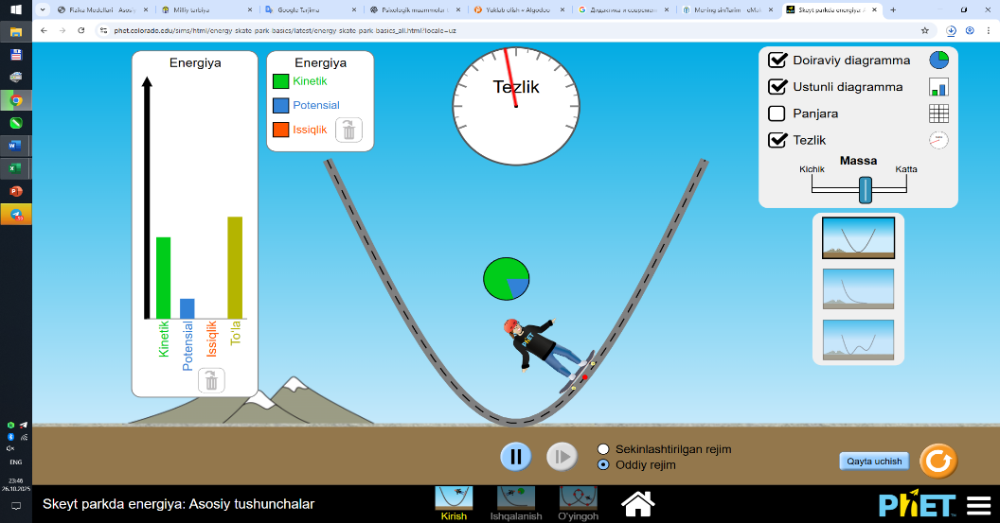 Fizika Modellari - Asosiy
Milliy tarbiya
Google Tarjima
Psixologik muammolar
Yuklab olish « Algodoo
Дидактика и современн
Mening sinflarim - eMak
Skeyt parkda energiya: A
phet.colorado.edu/sims/html/energy-skate-park-basics/latest/energy-skate-park-basics_all.html?locale=uz
Energiya
Kinetik
Potensial
Issiqlik
To'la
Energiya
Kinetik
Potensial
Issiqlik
Tezlik
PhET
Doiraviy diagramma
Ustunli diagramma
Panjara
Tezlik
Massa
Kichik
Katta
Sekinlashtirilgan rejim
Oddiy rejim
Qayta uchish
Skeyt parkda energiya: Asosiy tushunchalar
Kirish
Ishqalanish
O'yingoh
PhET
ENG
23:46
26.10.2025